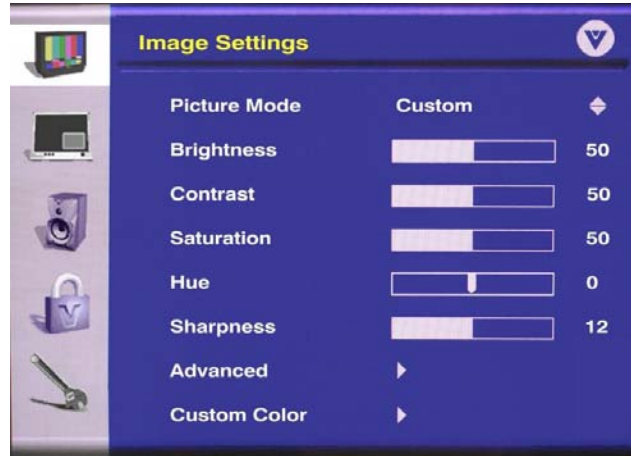 Image Settings
V
Picture Mode Custom
Brightness 50
Contrast 50
Saturation 50
Hue 0
Sharpness 12
Advanced
Custom Color
V